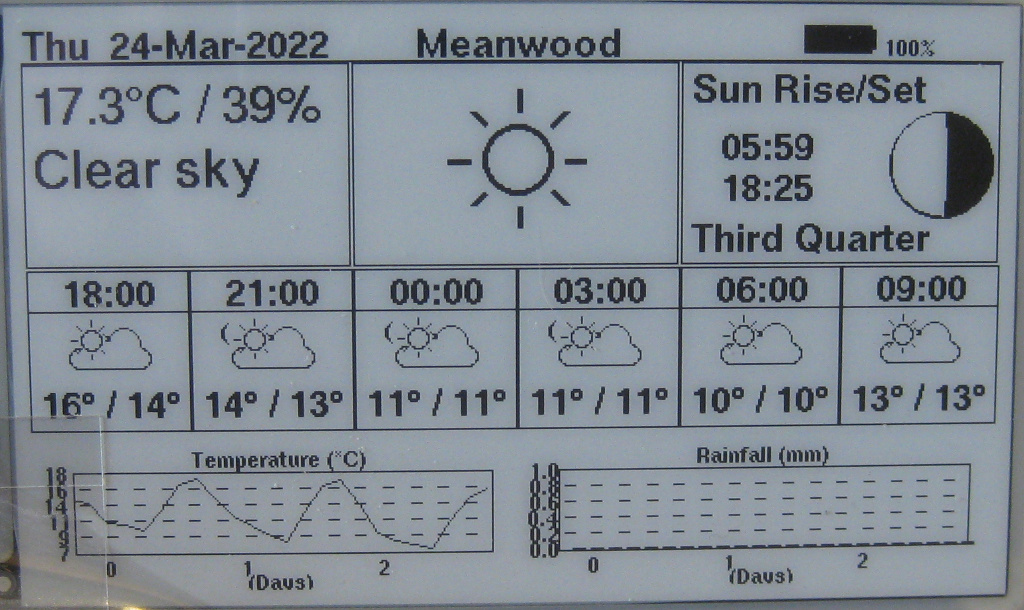 Thu 24-Mar-2022 Meanwood 100%
17.3°C / 39%
Clear sky
Sun Rise/Set
05:59
18:25
Third Quarter
18:00 21:00 00:00 03:00 06:00 09:00
16° / 14° 14° / 13° 11° / 11° 11° / 11° 10° / 10° 13° / 13°
Temperature (°C)
18
16
14
7
0 1 2
(Days)
Rainfall (mm)
1.0
0.8
0.6
0.4
0.2
0.0
0 1 2
(Days)